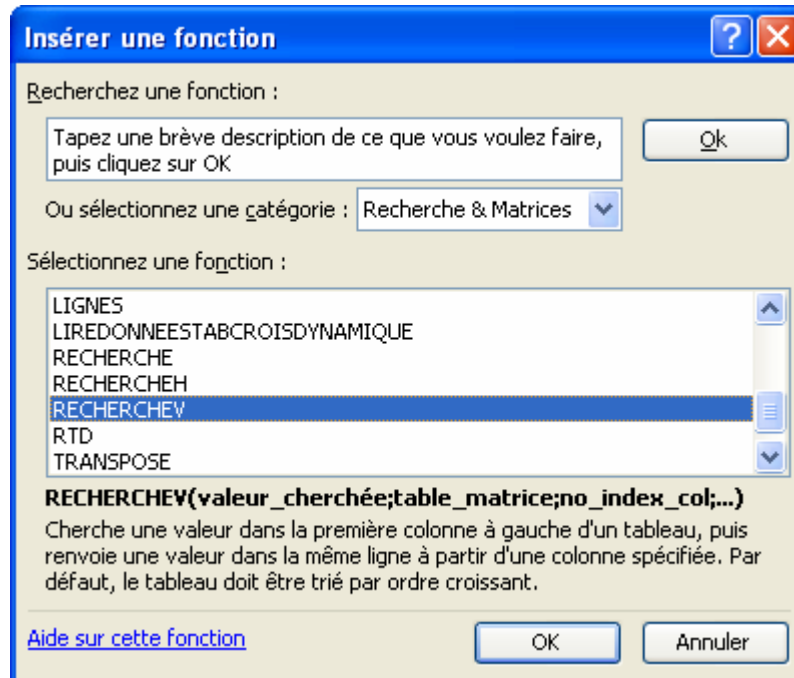 Insérer une fonction
Recherchez une fonction :
Tapez une brève description de ce que vous voulez faire,
puis cliquez sur OK
Ok
Ou sélectionnez une catégorie : Recherche & Matrices
Sélectionnez une fonction :
LIGNES
LIREDONNEESTABCROISDYNAMIQUE
RECHERCHE
RECHERCHEH
RECHERCHEV
RTD
TRANSPOSE
RECHERCHEV(valeur_cherchée;table_matrice;no_index_col;...)
Cherche une valeur dans la première colonne à gauche d'un tableau, puis
renvoie une valeur dans la même ligne à partir d'une colonne spécifiée. Par
défaut, le tableau doit être trié par ordre croissant.
Aide sur cette fonction
OK
Annuler